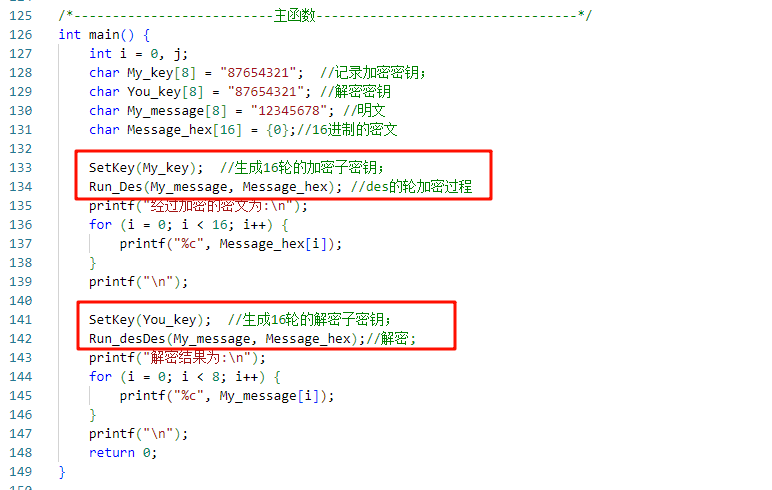 125 /*--------------------------主函数----------------------------------*/
126 int main() {
127 int i = 0, j;
128 char My_key[8] = "87654321"; //记录加密密钥;
129 char You_key[8] = "87654321"; //解密密钥
130 char My_message[8] = "12345678"; //明文
131 char Message_hex[16] = {0};//16进制的密文
132
133 SetKey(My_key); //生成16轮的加密子密钥;
134 Run_Des(My_message, Message_hex); //des的轮加密过程
135 printf("经过加密的密文为:\n");
136 for (i = 0; i < 16; i++) {
137 printf("%c", Message_hex[i]);
138 }
139 printf("\n");
140
141 SetKey(You_key); //生成16轮的解密子密钥;
142 Run_desDes(My_message, Message_hex);//解密;
143 printf("解密结果为:\n");
144 for (i = 0; i < 8; i++) {
145 printf("%c", My_message[i]);
146 }
147 printf("\n");
148 return 0;
149 }